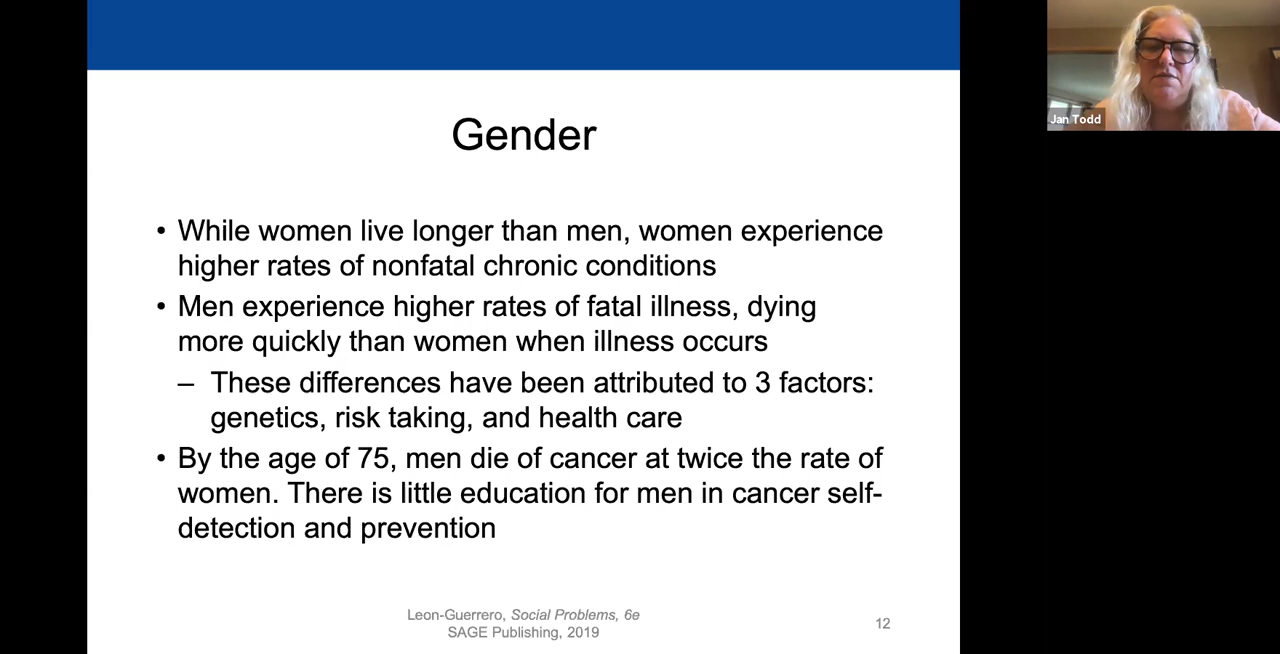 Gender
• While women live longer than men, women experience
higher rates of nonfatal chronic conditions
• Men experience higher rates of fatal illness, dying
more quickly than women when illness occurs
– These differences have been attributed to 3 factors:
genetics, risk taking, and health care
• By the age of 75, men die of cancer at twice the rate of
women. There is little education for men in cancer self-
detection and prevention
Leon-Guerrero, Social Problems, 6e
SAGE Publishing, 2019
12
Jan Todd